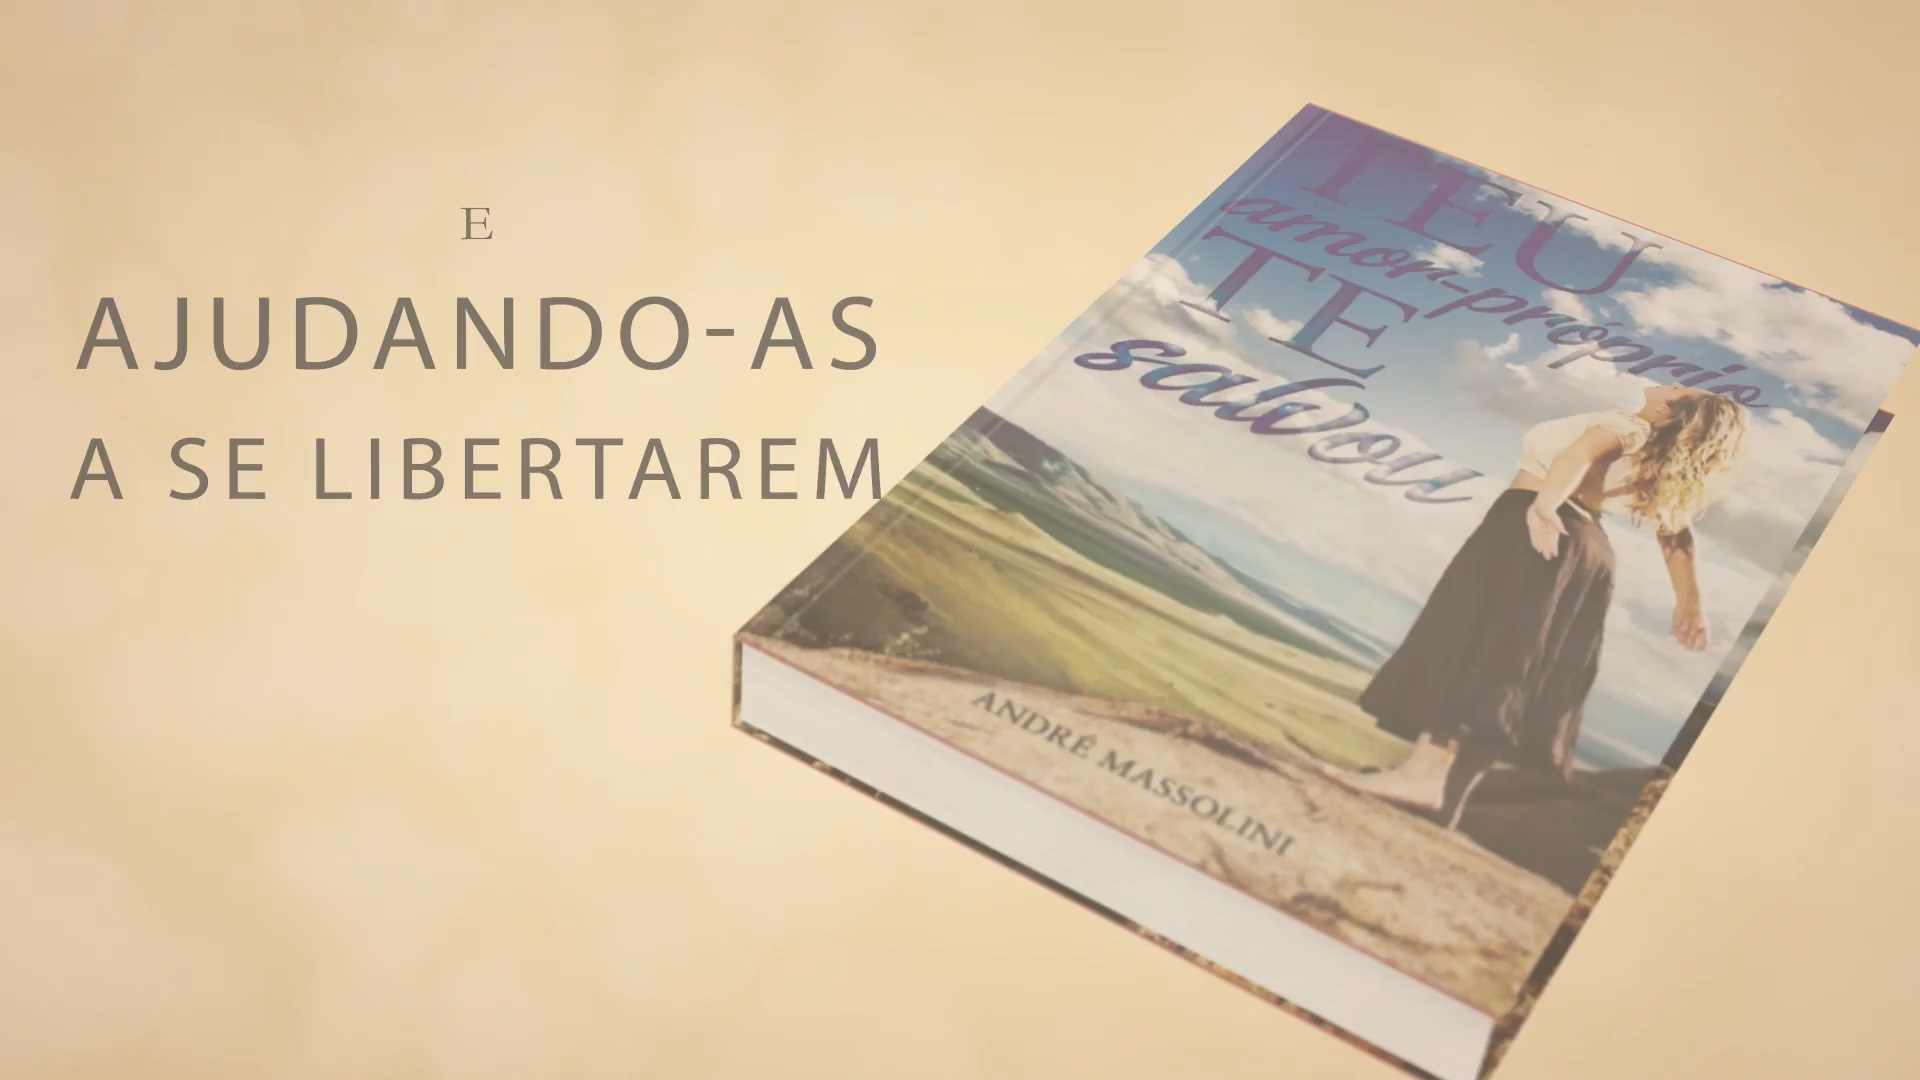 E
AJUDANDO-AS
A SE LIBERTAREM
TEU
amor-próprio
TE
salvou
ANDRÉ MASSOLINI